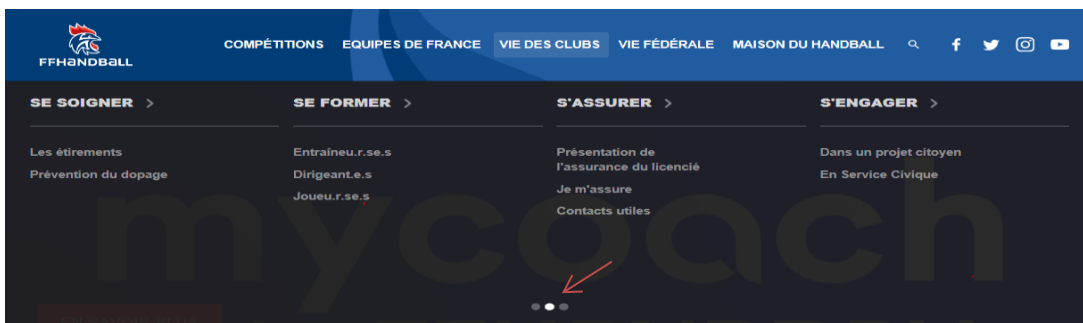 COMPÉTITIONS EQUIPES DE FRANCE VIE DES CLUBS VIE FÉDÉRALE MAISON DU HANDBALL
FFHANDBALL
SE SOIGNER >
Les étirements
Prévention du dopage
SE FORMER >
Entraîneu.r.se.s
Dirigeant.e.s
Joueu.r.se.s
S'ASSURER >
Présentation de
l'assurance du licencié
Je m'assure
Contacts utiles
S'ENGAGER >
Dans un projet citoyen
En Service Civique
mycoach